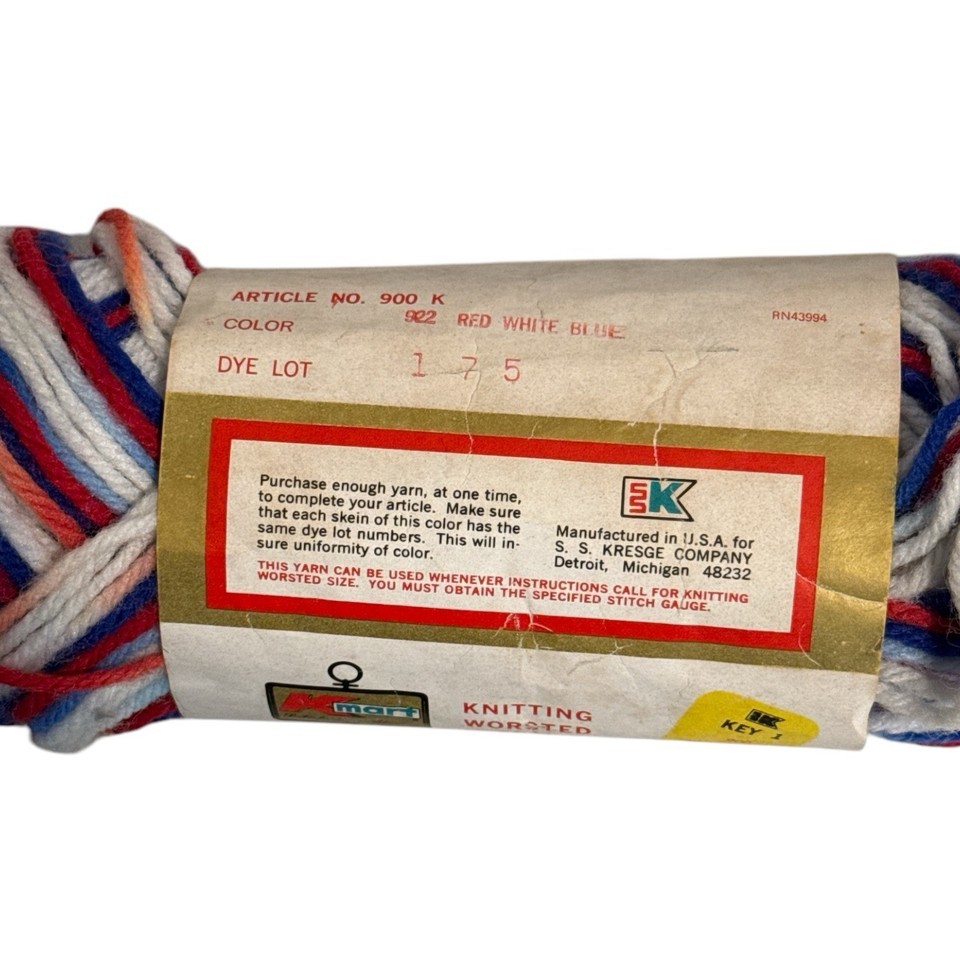 ARTICLE NO. 900 K
COLOR 922 RED WHITE BLUE RN43994
DYE LOT 1 7 5
Purchase enough yarn, at one time,
to complete your article. Make sure
that each skein of this color has the
same dye lot numbers. This will in-
sure uniformity of color.
SSK
Manufactured in U.S.A. for
S. S. KRESGE COMPANY
Detroit, Michigan 48232
THIS YARN CAN BE USED WHENEVER INSTRUCTIONS CALL FOR KNITTING
WORSTED SIZE. YOU MUST OBTAIN THE SPECIFIED STITCH GAUGE.
Kmart
KNITTING
WORSTED
K
KEY 1